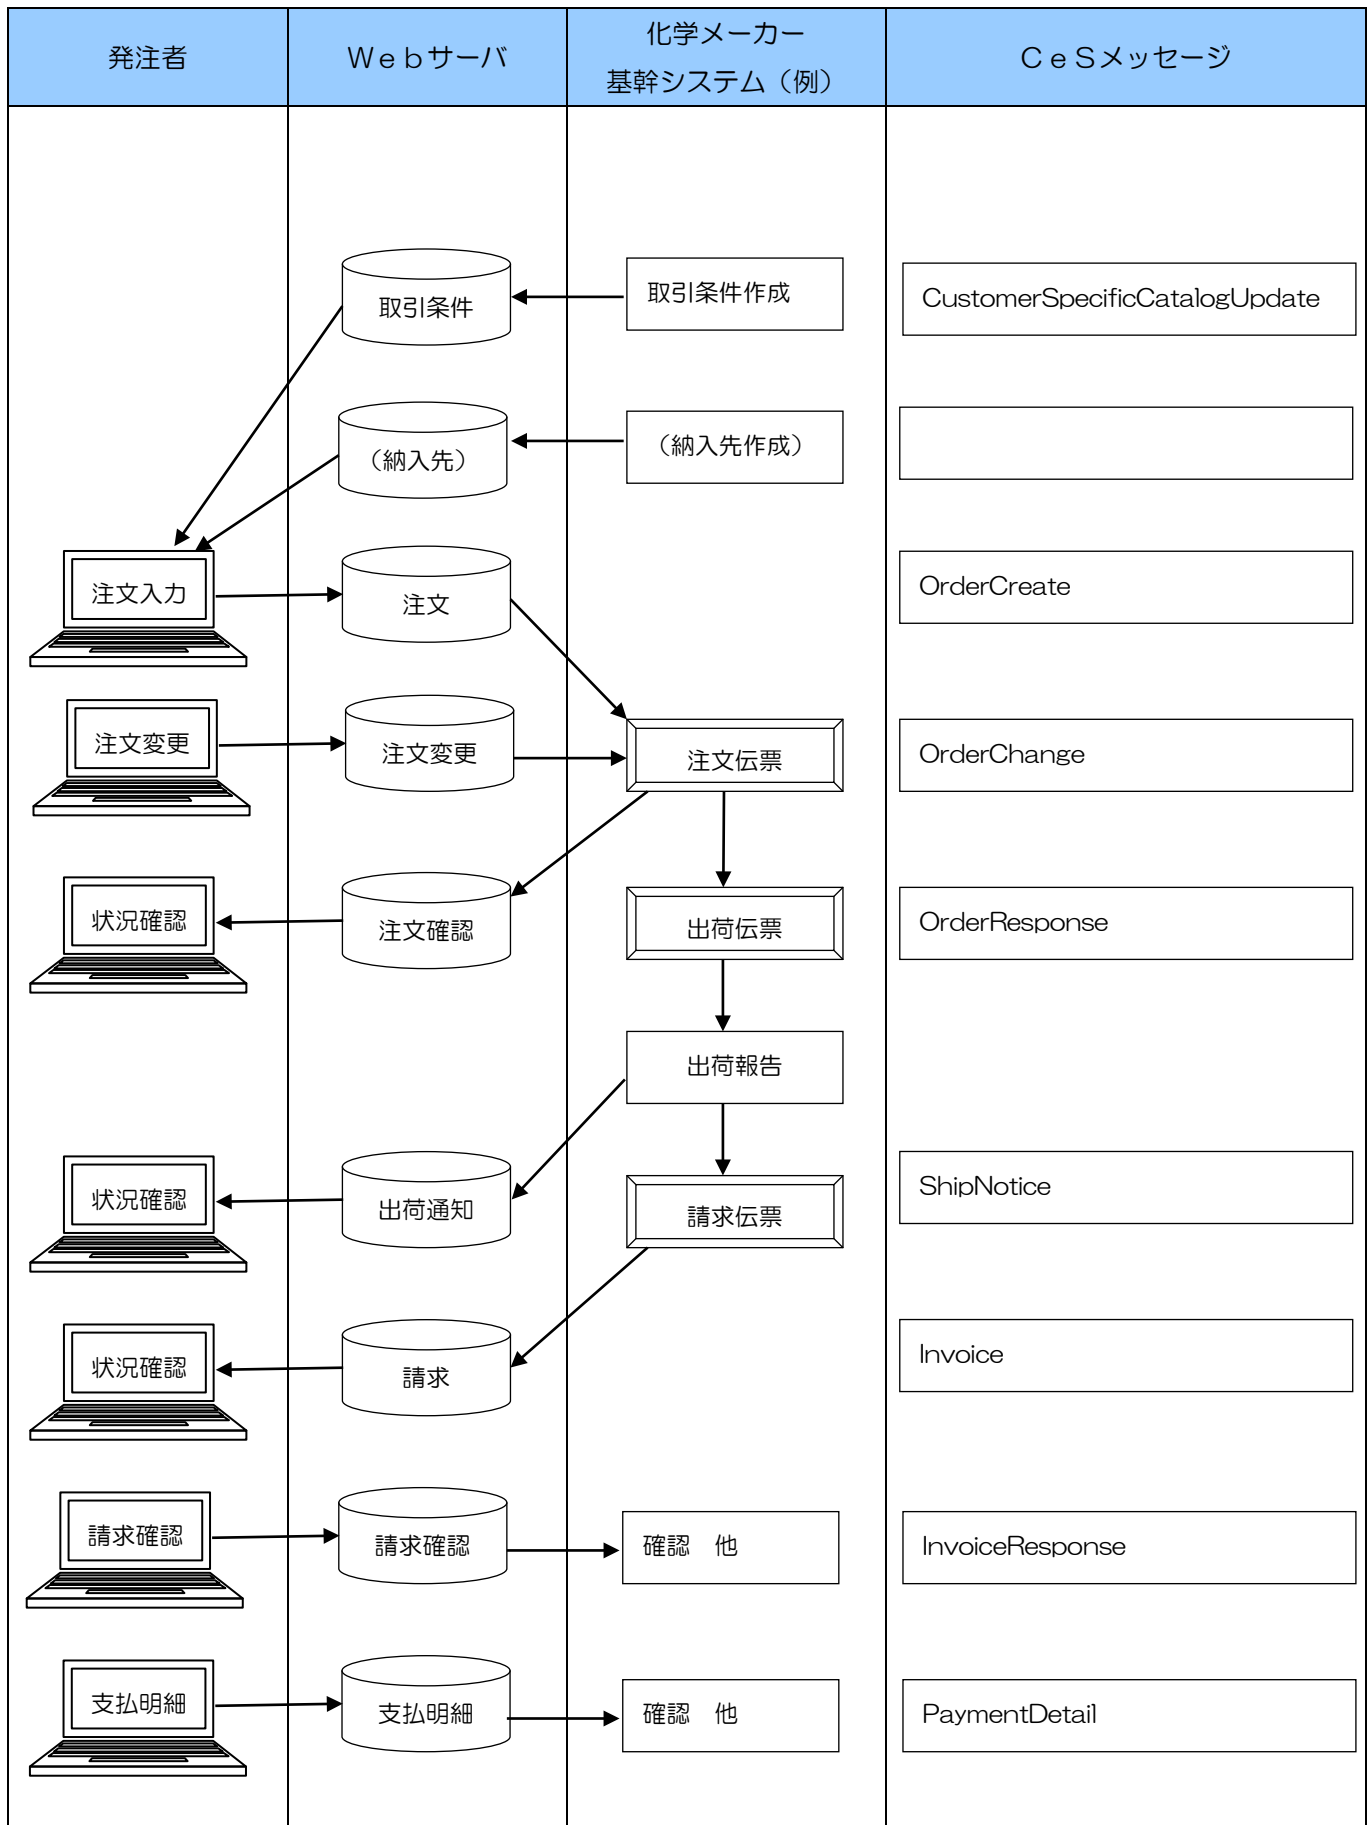 発注者
Ｗｅｂサーバ
化学メーカー
基幹システム（例）
ＣｅＳメッセージ
取引条件
取引条件作成
CustomerSpecificCatalogUpdate
（納入先）
（納入先作成）
注文入力
注文
OrderCreate
注文変更
注文変更
注文伝票
OrderChange
状況確認
注文確認
出荷伝票
OrderResponse
出荷報告
状況確認
出荷通知
請求伝票
ShipNotice
状況確認
請求
Invoice
請求確認
請求確認
確認　他
InvoiceResponse
支払明細
支払明細
確認　他
PaymentDetail